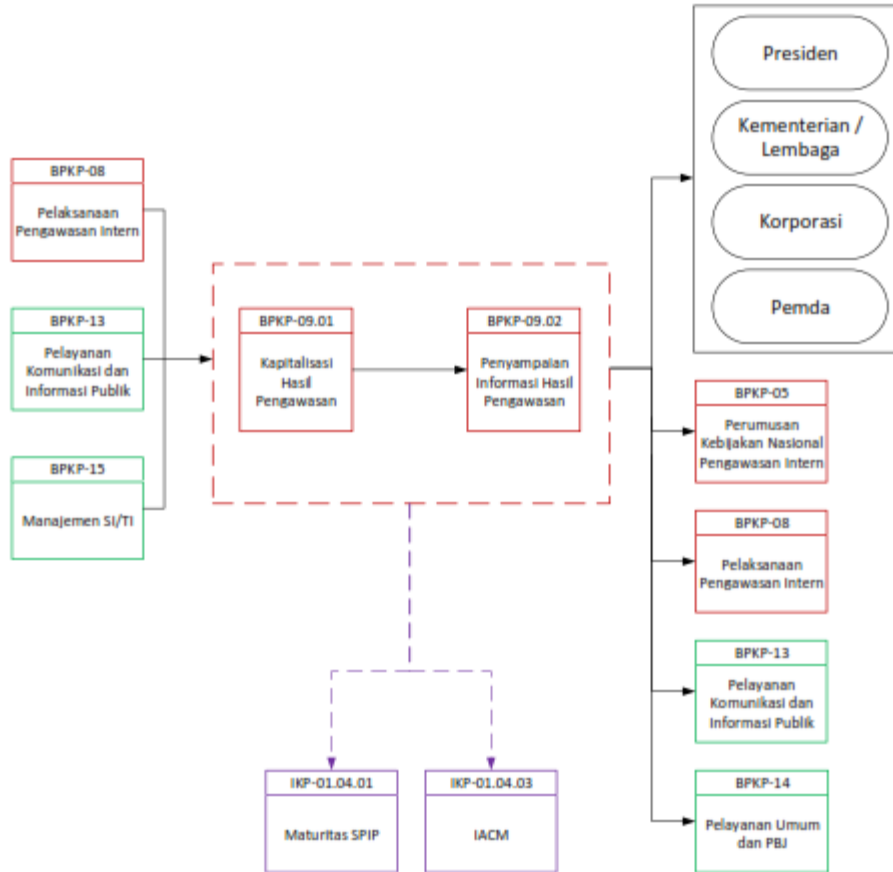 Presiden
Kementerian /
Lembaga
Korporasi
Pemda
BPKP-08
Pelaksanaan
Pengawasan Intern
BPKP-13
Pelayanan
Komunikasi dan
Informasi Publik
BPKP-15
Manajemen SI/TI
BPKP-09.01
Kapitalisasi
Hasil
Pengawasan
BPKP-09.02
Penyampaian
Informasi Hasil
Pengawasan
BPKP-05
Perumusan
Kebijakan Nasional
Pengawasan Intern
BPKP-08
Pelaksanaan
Pengawasan Intern
BPKP-13
Pelayanan
Komunikasi dan
Informasi Publik
BPKP-14
Pelayanan Umum
dan PBJ
IKP-01.04.01
Maturitas SPIP
IKP-01.04.03
IACM